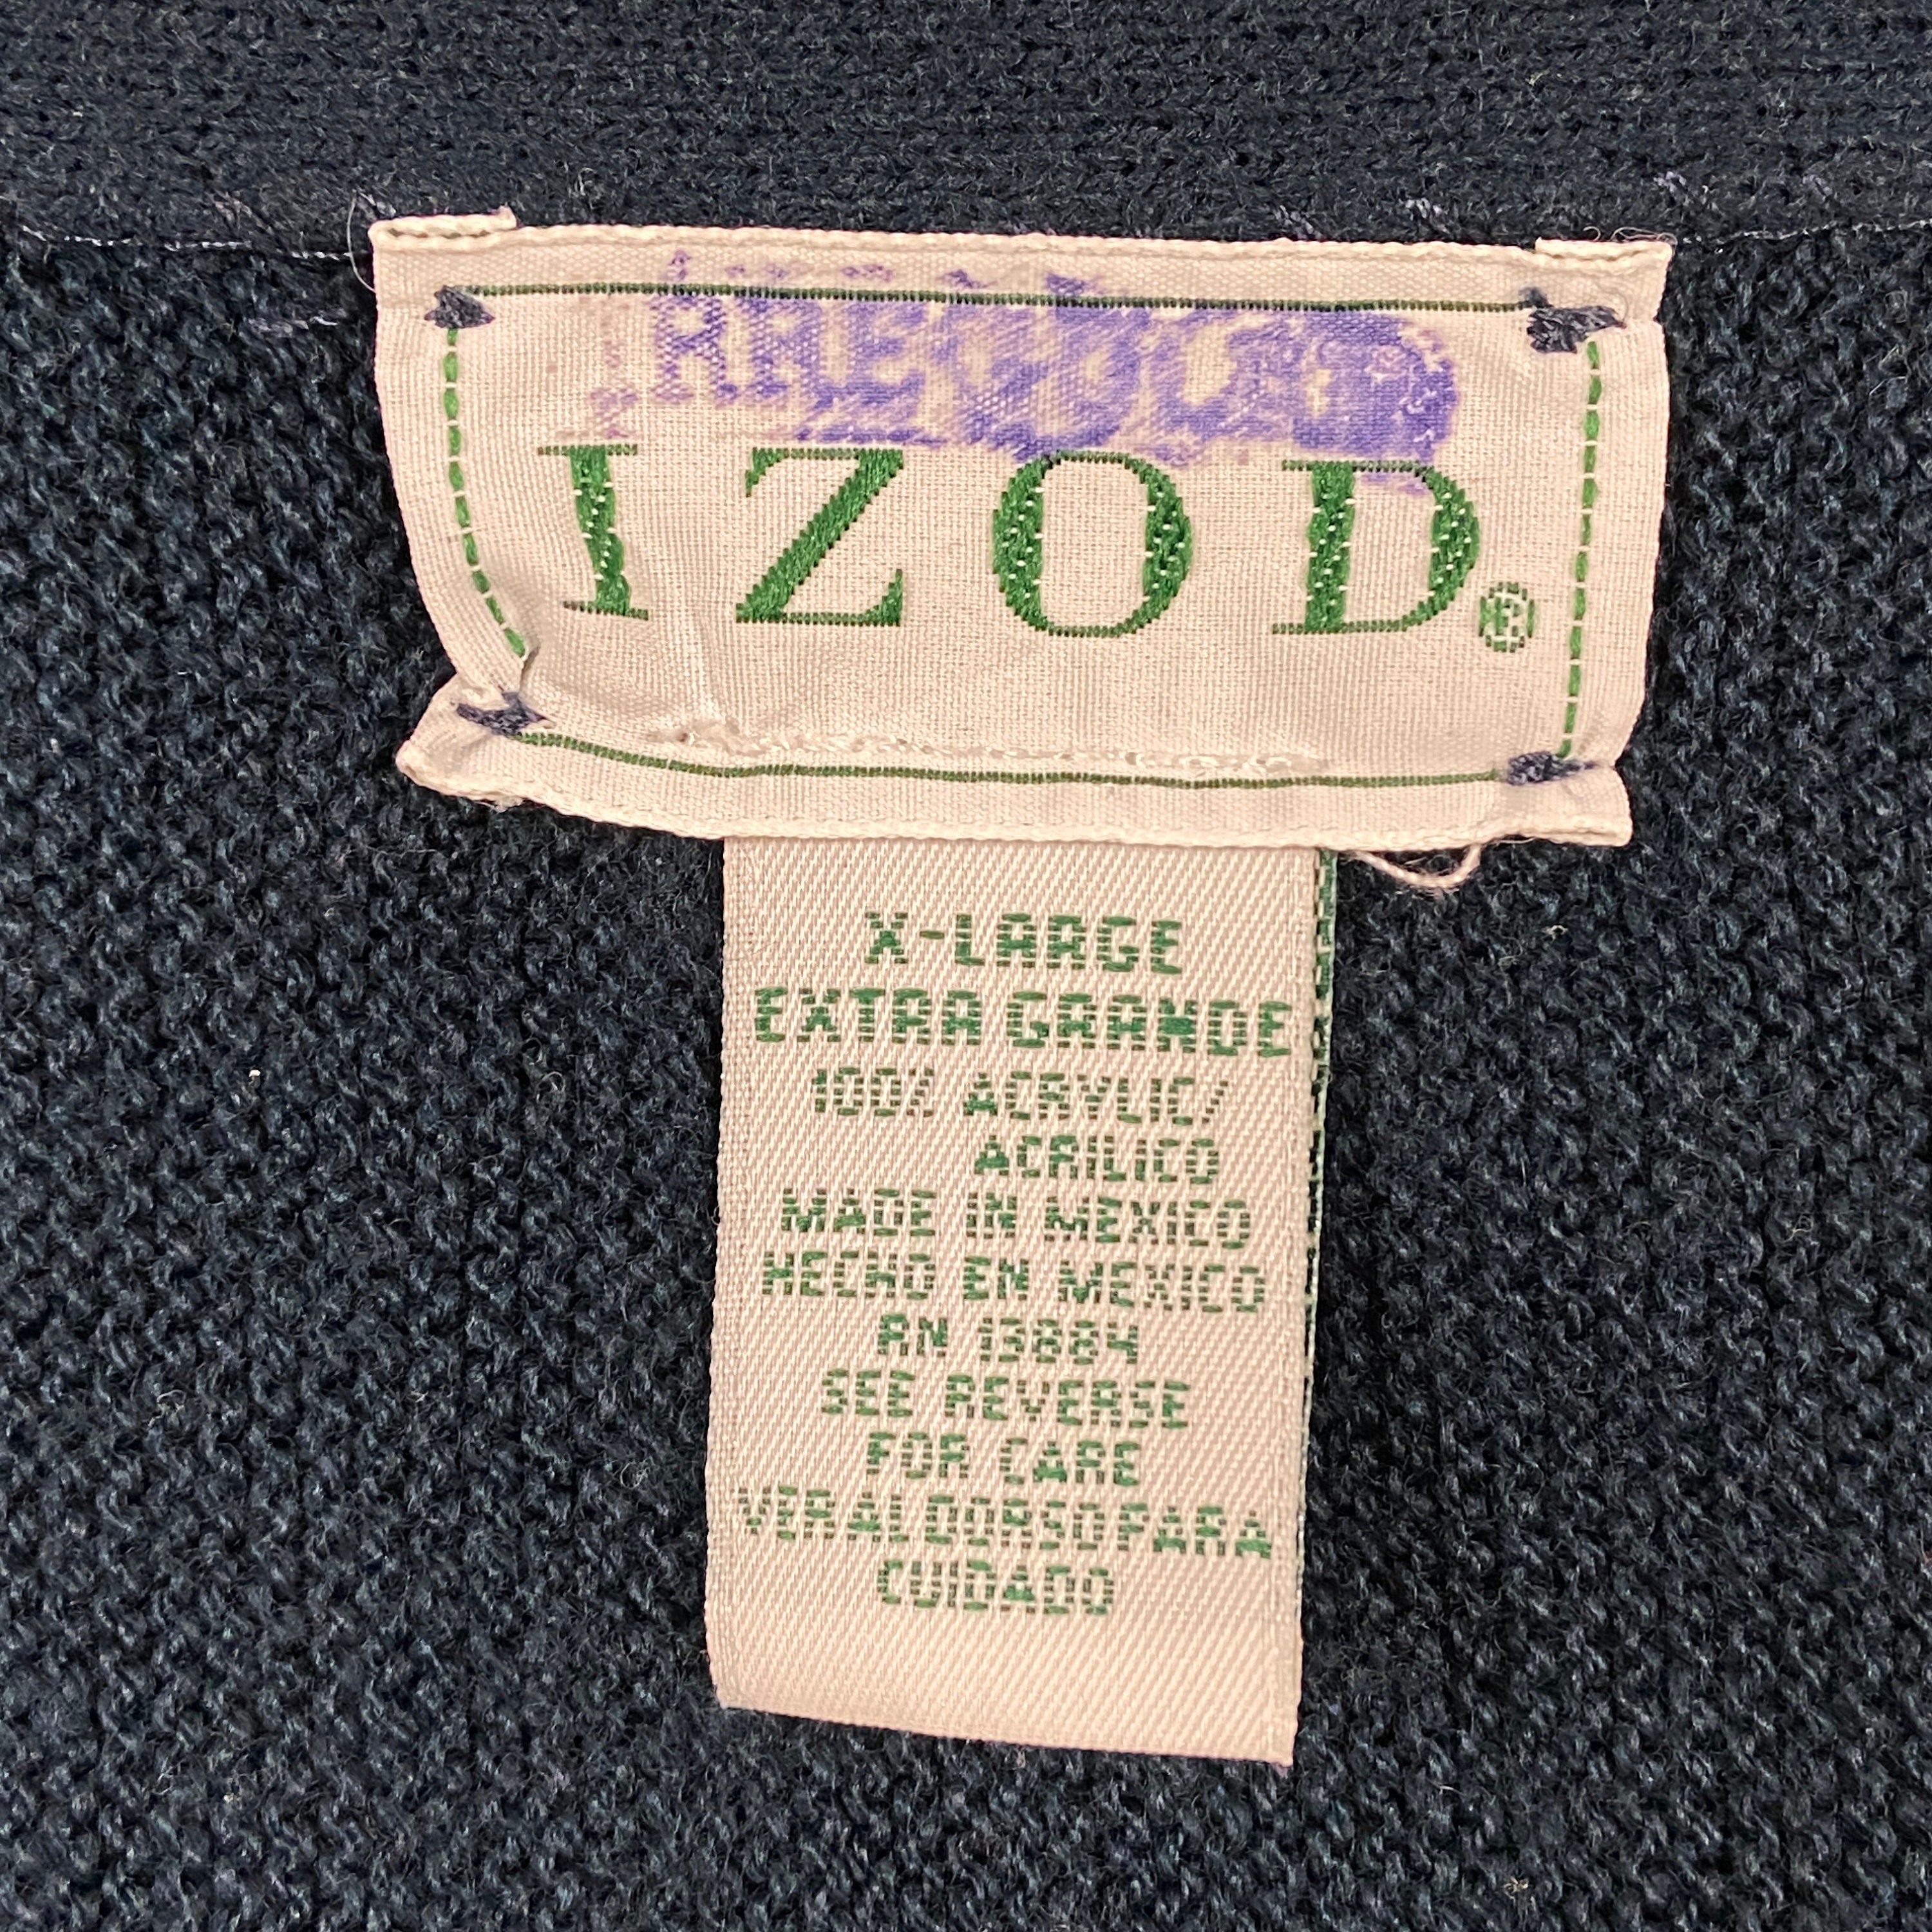 IRREGULAR
IZOD®
X-LARGE
EXTRA GRANDE
100% ACRYLIC/
ACRILICO
MADE IN MEXICO
HECHO EN MEXICO
RN 13884
SEE REVERSE
FOR CARE
VER AL DORSO PARA
CUIDADO